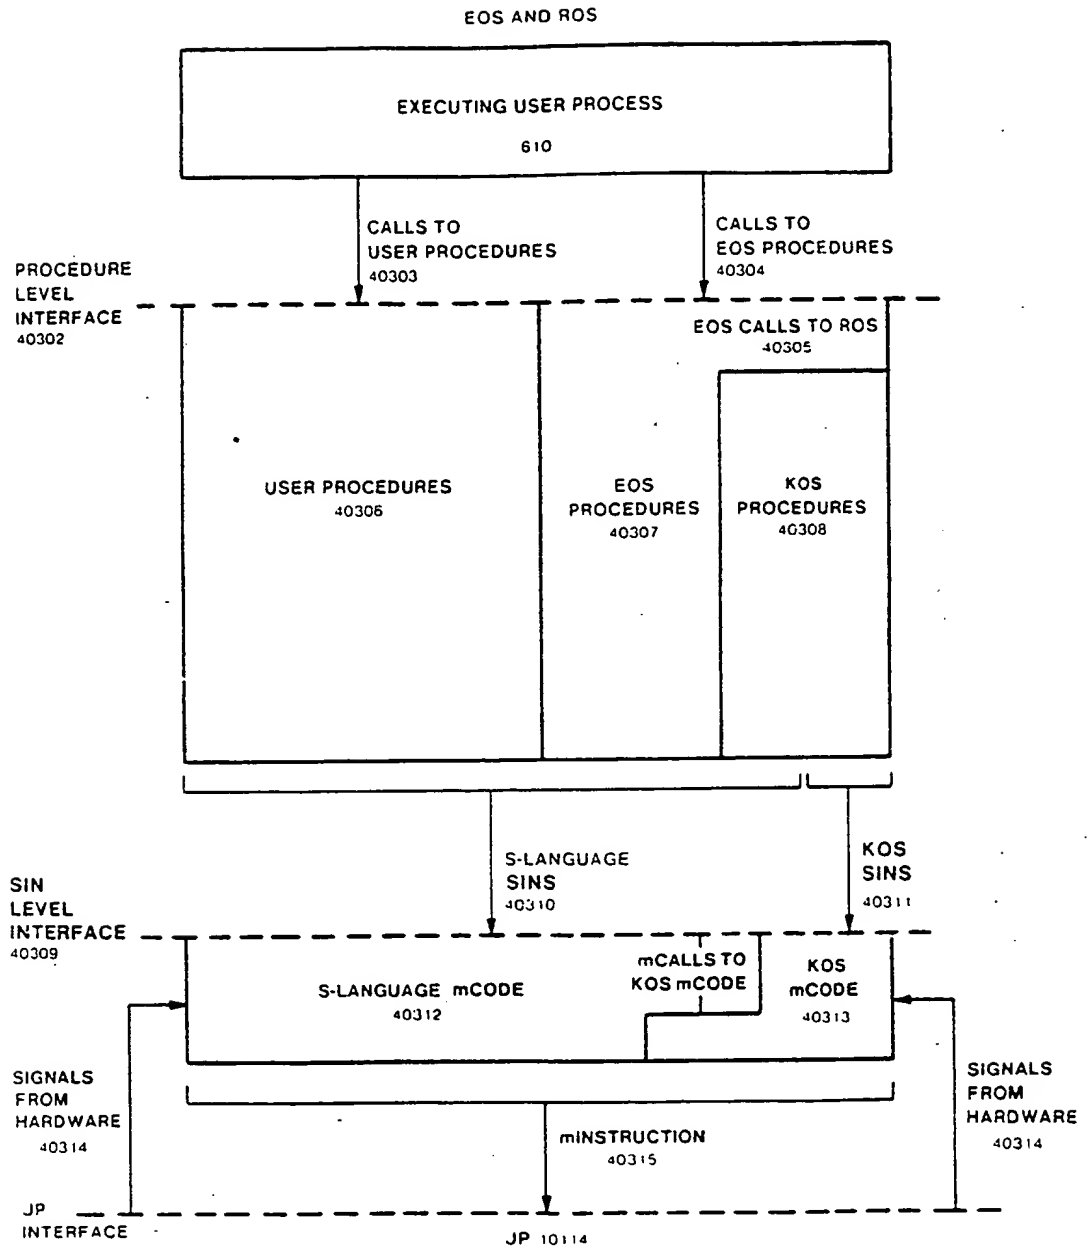 EOS AND ROS
EXECUTING USER PROCESS
610
CALLS TO
USER PROCEDURES
40303
CALLS TO
EOS PROCEDURES
40304
PROCEDURE
LEVEL
INTERFACE
40302
EOS CALLS TO ROS
40305
USER PROCEDURES
40306
EOS
PROCEDURES
40307
KOS
PROCEDURES
40308
S-LANGUAGE
SINS
40310
KOS
SINS
40311
SIN
LEVEL
INTERFACE
40309
S-LANGUAGE mCODE
40312
mCALLS TO
KOS mCODE
KOS
mCODE
40313
SIGNALS
FROM
HARDWARE
40314
mINSTRUCTION
40315
SIGNALS
FROM
HARDWARE
40314
JP
INTERFACE
JP 10114